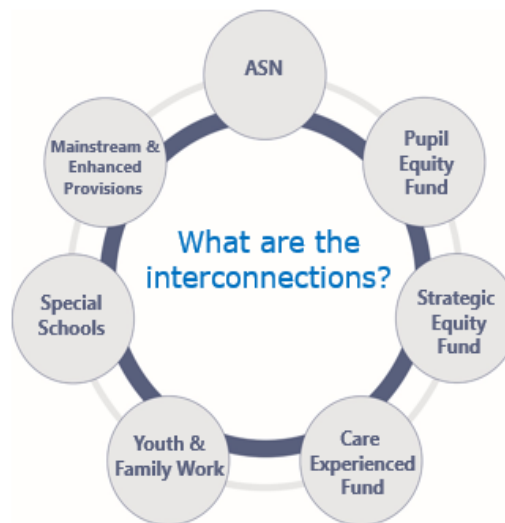 ASN
Pupil
Equity
Fund
Strategic
Equity
Fund
Care
Experienced
Fund
Youth &
Family Work
Special
Schools
Mainstream &
Enhanced
Provisions
What are the
interconnections?